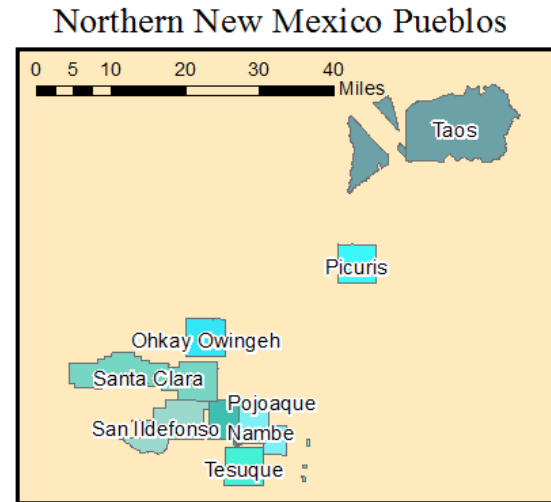 Northern New Mexico Pueblos
0 5 10 20 30 40
Miles
Taos
Picuris
Ohkay Owingeh
Santa Clara
Pojoaque
San Ildefonso
Nambe
Tesuque